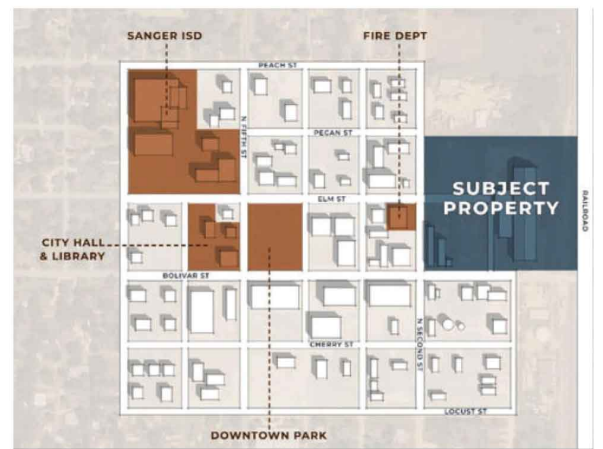 SANGER ISD
FIRE DEPT
PEACH ST
N FIFTH ST
PECAN ST
SUBJECT
PROPERTY
RAILROAD
ELM ST
CITY HALL
& LIBRARY
BOLIVAR ST
N SECOND ST
CHERRY ST
LOCUST ST
DOWNTOWN PARK